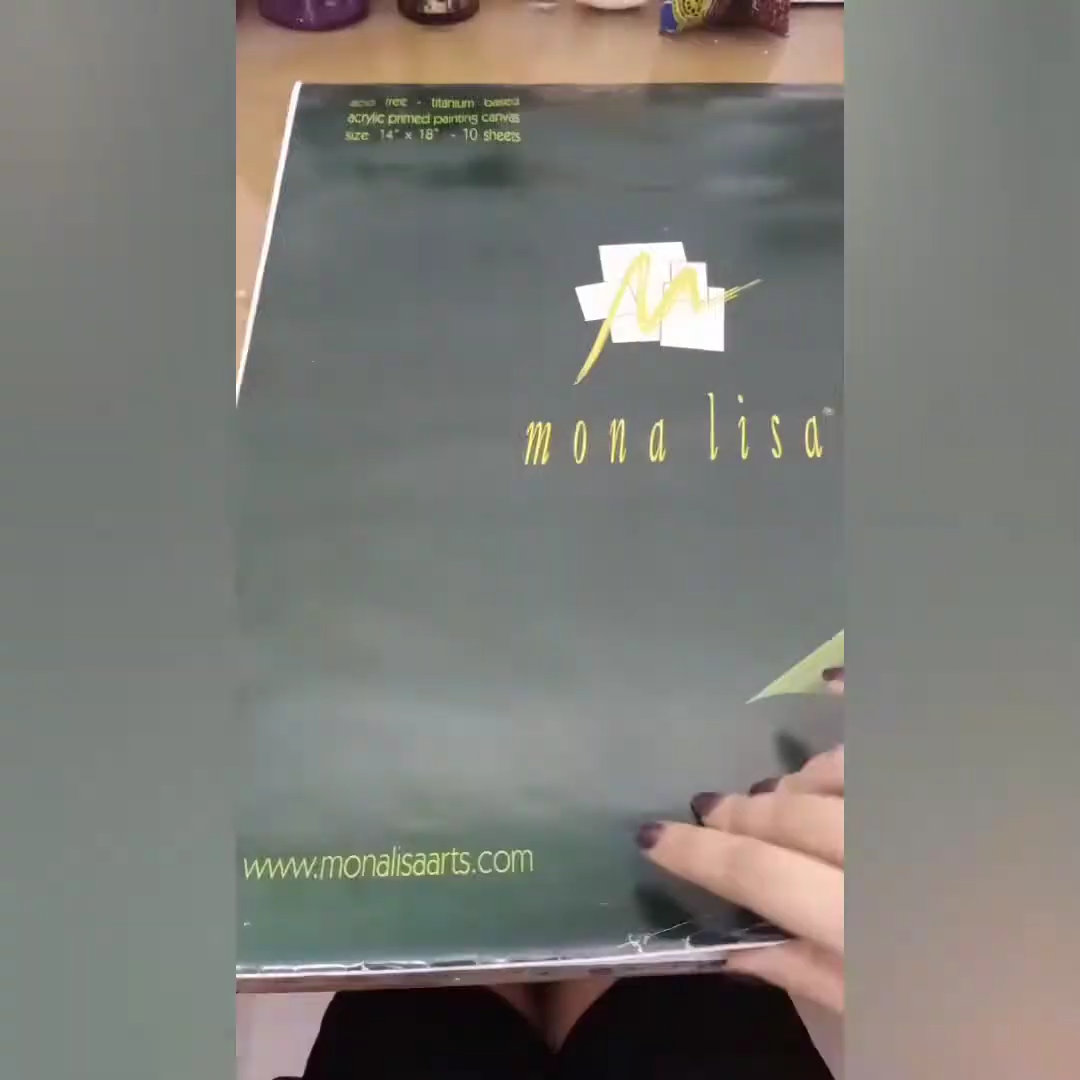 acid free - titanium based
acrylic primed painting canvas
size 14" x 18" - 10 sheets
mona lisa®
www.monalisaarts.com